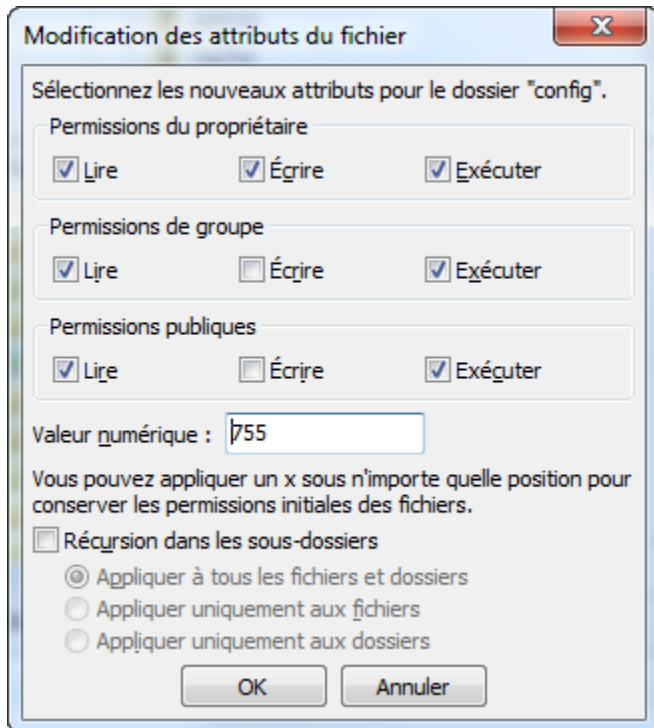 Modification des attributs du fichier
Sélectionnez les nouveaux attributs pour le dossier "config".
Permissions du propriétaire
Lire Écrire Exécuter
Permissions de groupe
Lire Écrire Exécuter
Permissions publiques
Lire Écrire Exécuter
Valeur numérique : 755
Vous pouvez appliquer un x sous n'importe quelle position pour
conserver les permissions initiales des fichiers.
Récursion dans les sous-dossiers
Appliquer à tous les fichiers et dossiers
Appliquer uniquement aux fichiers
Appliquer uniquement aux dossiers
OK Annuler